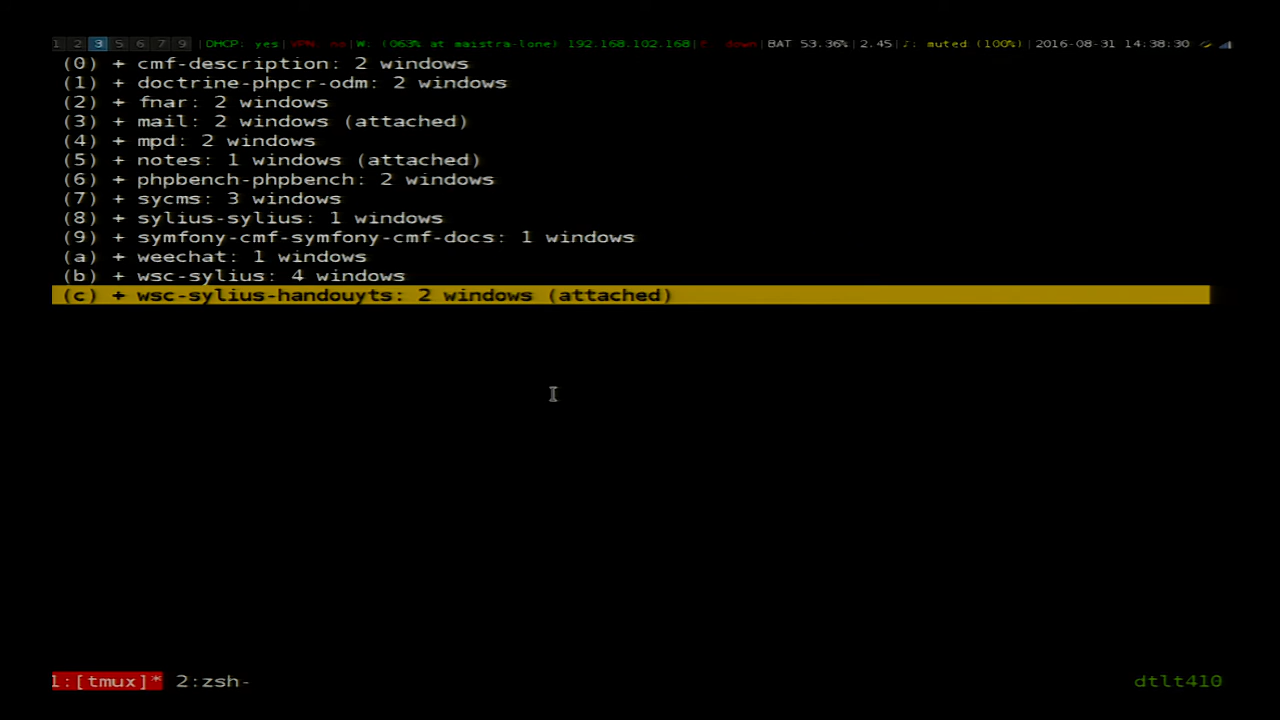 1 2 3 5 6 7 9 |DHCP: yes|VPN: no|W: (063% at maistra-lone) 192.168.102.168| down|BAT 53.36%|2.45|♪: muted (100%)|2016-08-31 14:38:30
(0) + cmf-description: 2 windows
(1) + doctrine-phpcr-odm: 2 windows
(2) + fnar: 2 windows
(3) + mail: 2 windows (attached)
(4) + mpd: 2 windows
(5) + notes: 1 windows (attached)
(6) + phpbench-phpbench: 2 windows
(7) + sycms: 3 windows
(8) + sylius-sylius: 1 windows
(9) + symfony-cmf-symfony-cmf-docs: 1 windows
(a) + weechat: 1 windows
(b) + wsc-sylius: 4 windows
(c) + wsc-sylius-handouyts: 2 windows (attached)
1:[tmux]* 2:zsh- dtlt410